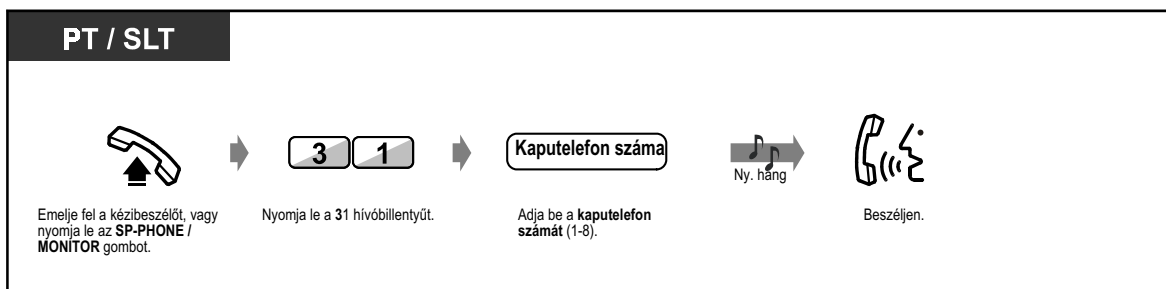 PT / SLT
3 1
Kaputelefon száma
Ny. hang
Emelje fel a kézibeszélőt, vagy
nyomja le az SP-PHONE /
MONITOR gombot.
Nyomja le a 31 hívóbillentyűt.
Adja be a kaputelefon
számát (1-8).
Beszéljen.